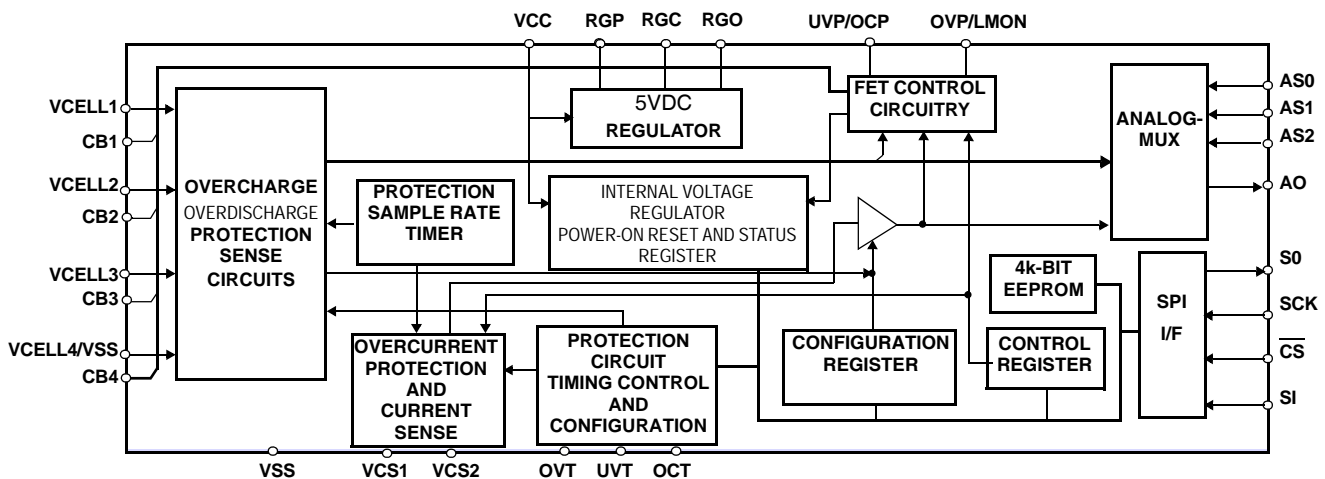 VCC RGP RGC RGO UVP/OCP OVP/LMON
VCELL1
CB1
VCELL2
CB2
VCELL3
CB3
VCELL4/VSS
CB4
OVERCHARGE
OVERDISCHARGE
PROTECTION
SENSE
CIRCUITS
5VDC
REGULATOR
FET CONTROL
CIRCUITRY
ANALOG-
MUX
AS0
AS1
AS2
AO
PROTECTION
SAMPLE RATE
TIMER
INTERNAL VOLTAGE
REGULATOR
POWER-ON RESET AND STATUS
REGISTER
4k-BIT
EEPROM
SPI
I/F
S0
SCK
CS
SI
OVERCURRENT
PROTECTION
AND
CURRENT
SENSE
PROTECTION
CIRCUIT
TIMING CONTROL
AND
CONFIGURATION
CONFIGURATION
REGISTER
CONTROL
REGISTER
VSS VCS1 VCS2 OVT UVT OCT